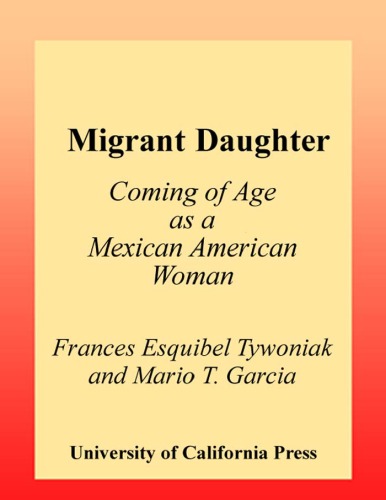 Migrant Daughter
Coming of Age
as a
Mexican American
Woman
Frances Esquibel Tywoniak
and Mario T. Garcia
University of California Press